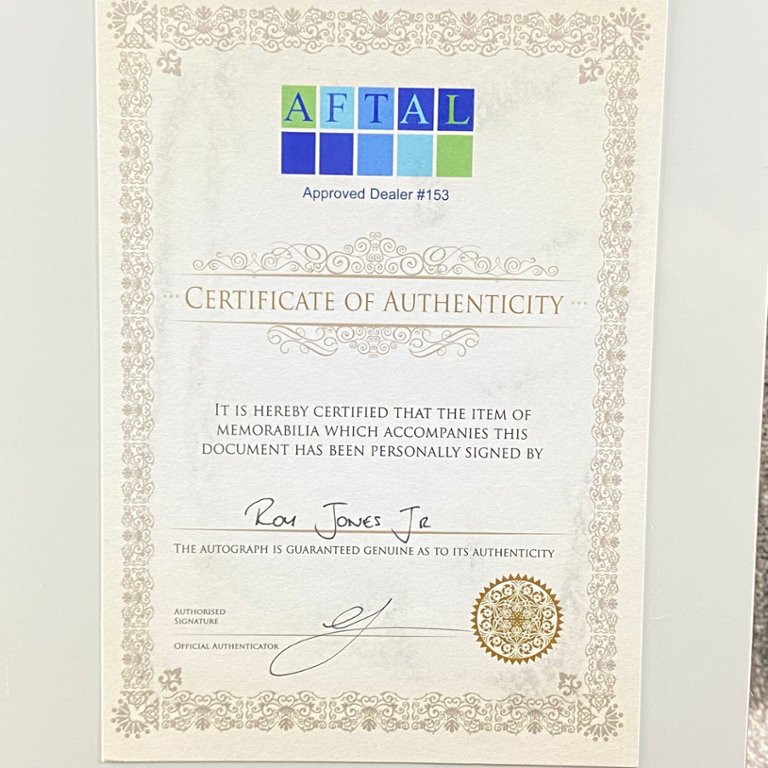 AFTAL
Approved Dealer #153
CERTIFICATE OF AUTHENTICITY
IT IS HEREBY CERTIFIED THAT THE ITEM OF
MEMORABILIA WHICH ACCOMPANIES THIS
DOCUMENT HAS BEEN PERSONALLY SIGNED BY
ROY JONES JR
THE AUTOGRAPH IS GUARANTEED GENUINE AS TO ITS AUTHENTICITY
AUTHORISED
SIGNATURE
OFFICIAL AUTHENTICATOR